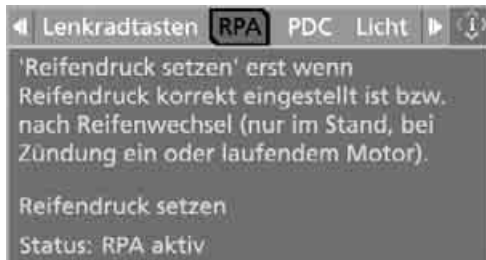 Lenkradtasten RPA PDC Licht
'Reifendruck setzen' erst wenn
Reifendruck korrekt eingestellt ist bzw.
nach Reifenwechsel (nur im Stand, bei
Zündung ein oder laufendem Motor).
Reifendruck setzen
Status: RPA aktiv